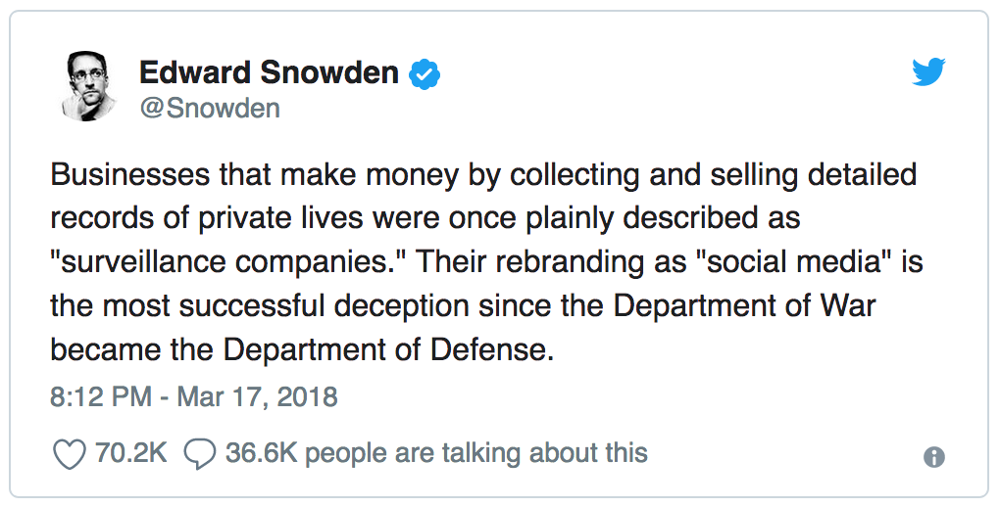 Edward Snowden
@Snowden
Businesses that make money by collecting and selling detailed
records of private lives were once plainly described as
"surveillance companies." Their rebranding as "social media" is
the most successful deception since the Department of War
became the Department of Defense.
8:12 PM - Mar 17, 2018
70.2K 36.6K people are talking about this